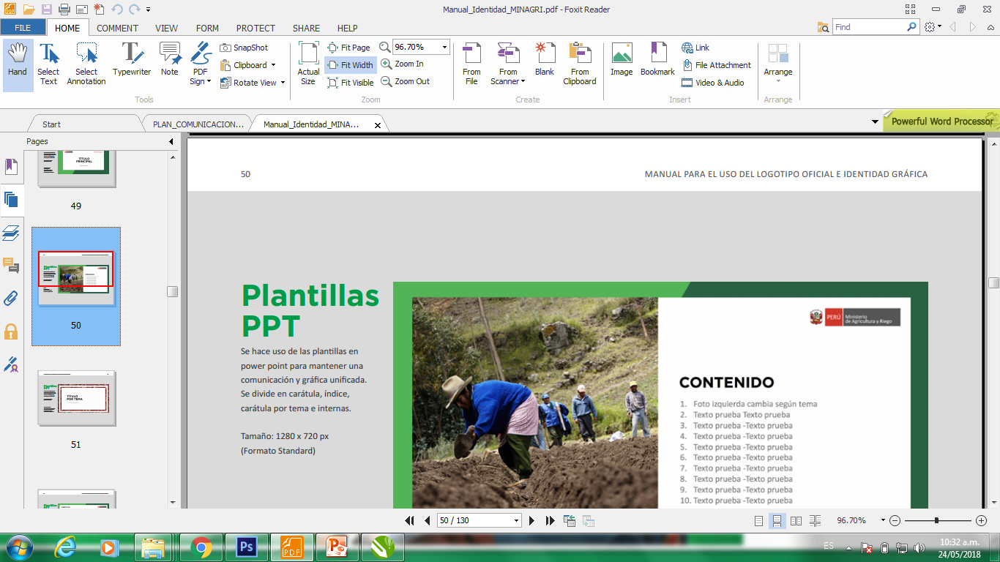 Manual_Identidad_MINAGRI.pdf - Foxit Reader
FILE HOME COMMENT VIEW FORM PROTECT SHARE HELP
Find
Hand
Select Text
Select Annotation
Typewriter
Note
PDF Sign
SnapShot
Clipboard
Rotate View
Tools
Actual Size
Fit Page
Fit Width
Fit Visible
96.70%
Zoom In
Zoom Out
Zoom
From File
From Scanner
Blank
From Clipboard
Create
Image
Bookmark
Link
File Attachment
Video & Audio
Insert
Arrange
Arrange
Start
PLAN_COMUNICACION...
Manual_Identidad_MINA...
Powerful Word Processor
Pages
TÍTULO
PRINCIPAL
49
50
Plantillas
PPT
TÍTULO
POR TEMA
51
50
MANUAL PARA EL USO DEL LOGOTIPO OFICIAL E IDENTIDAD GRÁFICA
Plantillas
PPT
Se hace uso de las plantillas en
power point para mantener una
comunicación y gráfica unificada.
Se divide en carátula, índice,
carátula por tema e internas.
Tamaño: 1280 x 720 px
(Formato Standard)
PERÚ
Ministerio
de Agricultura y Riego
CONTENIDO
1. Foto izquierda cambia según tema
2. Texto prueba Texto prueba
3. Texto prueba -Texto prueba
4. Texto prueba -Texto prueba
5. Texto prueba -Texto prueba
6. Texto prueba -Texto prueba
7. Texto prueba -Texto prueba
8. Texto prueba -Texto prueba
9. Texto prueba -Texto prueba
10. Texto prueba -Texto prueba
50 / 130
96.70%
Ps
PDF
ES
10:32 a.m.
24/05/2018